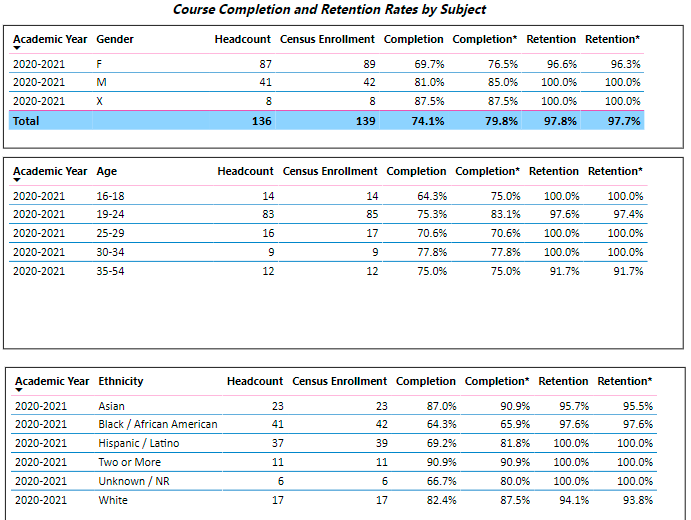 Course Completion and Retention Rates by Subject
Academic Year Gender Headcount Census Enrollment Completion Completion* Retention Retention*
2020-2021 F 87 89 69.7% 76.5% 96.6% 96.3%
2020-2021 M 41 42 81.0% 85.0% 100.0% 100.0%
2020-2021 X 8 8 87.5% 87.5% 100.0% 100.0%
Total 136 139 74.1% 79.8% 97.8% 97.7%
Academic Year Age Headcount Census Enrollment Completion Completion* Retention Retention*
2020-2021 16-18 14 14 64.3% 75.0% 100.0% 100.0%
2020-2021 19-24 83 85 75.3% 83.1% 97.6% 97.4%
2020-2021 25-29 16 17 70.6% 70.6% 100.0% 100.0%
2020-2021 30-34 9 9 77.8% 77.8% 100.0% 100.0%
2020-2021 35-54 12 12 75.0% 75.0% 91.7% 91.7%
Academic Year Ethnicity Headcount Census Enrollment Completion Completion* Retention Retention*
2020-2021 Asian 23 23 87.0% 90.9% 95.7% 95.5%
2020-2021 Black / African American 41 42 64.3% 65.9% 97.6% 97.6%
2020-2021 Hispanic / Latino 37 39 69.2% 81.8% 100.0% 100.0%
2020-2021 Two or More 11 11 90.9% 90.9% 100.0% 100.0%
2020-2021 Unknown / NR 6 6 66.7% 80.0% 100.0% 100.0%
2020-2021 White 17 17 82.4% 87.5% 94.1% 93.8%